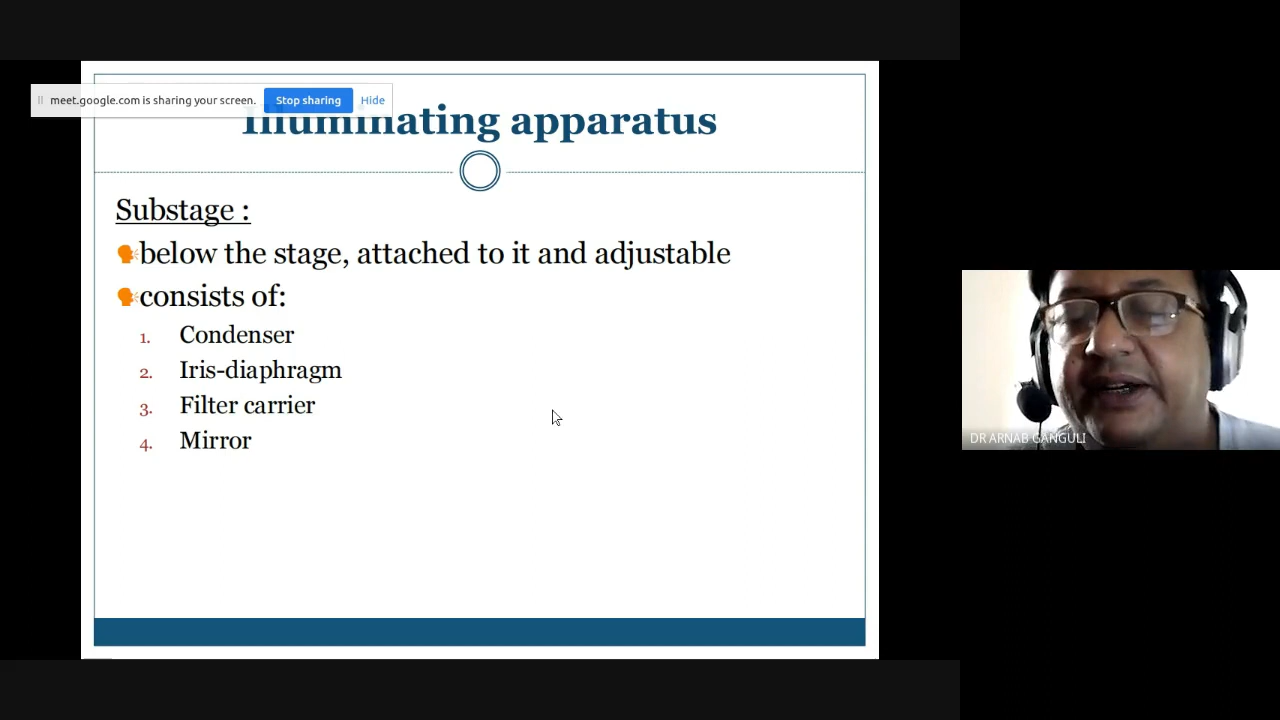 meet.google.com is sharing your screen. Stop sharing Hide
Illuminating apparatus
Substage :
below the stage, attached to it and adjustable
consists of:
1. Condenser
2. Iris-diaphragm
3. Filter carrier
4. Mirror
DR ARNAB GANGULI